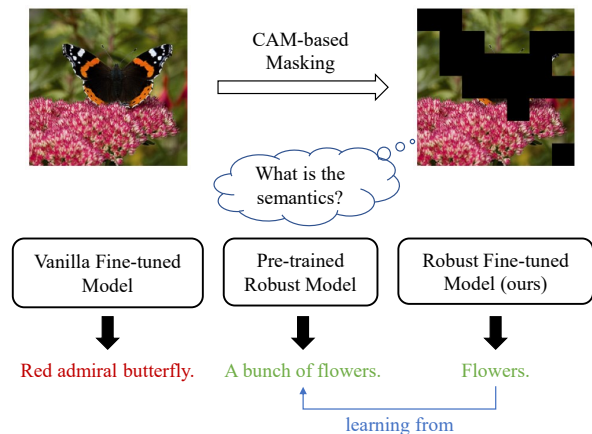 CAM-based
Masking
What is the
semantics?
Vanilla Fine-tuned
Model
Pre-trained
Robust Model
Robust Fine-tuned
Model (ours)
Red admiral butterfly.
A bunch of flowers.
Flowers.
learning from